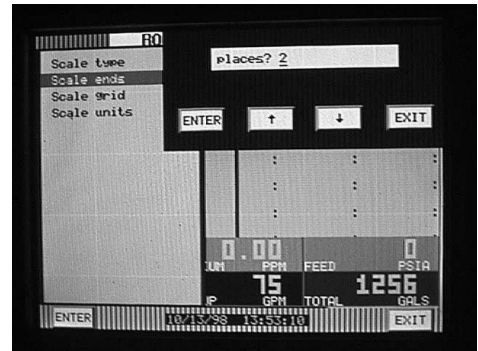 RO
places? 2
Scale type
Scale ends
Scale grid
Scale units
ENTER ↑ ↓ EXIT
0.00 0
PPM FEED PSIA
75 1256
GPM TOTAL GALS
ENTER 10/13/98 13:53:10 EXIT